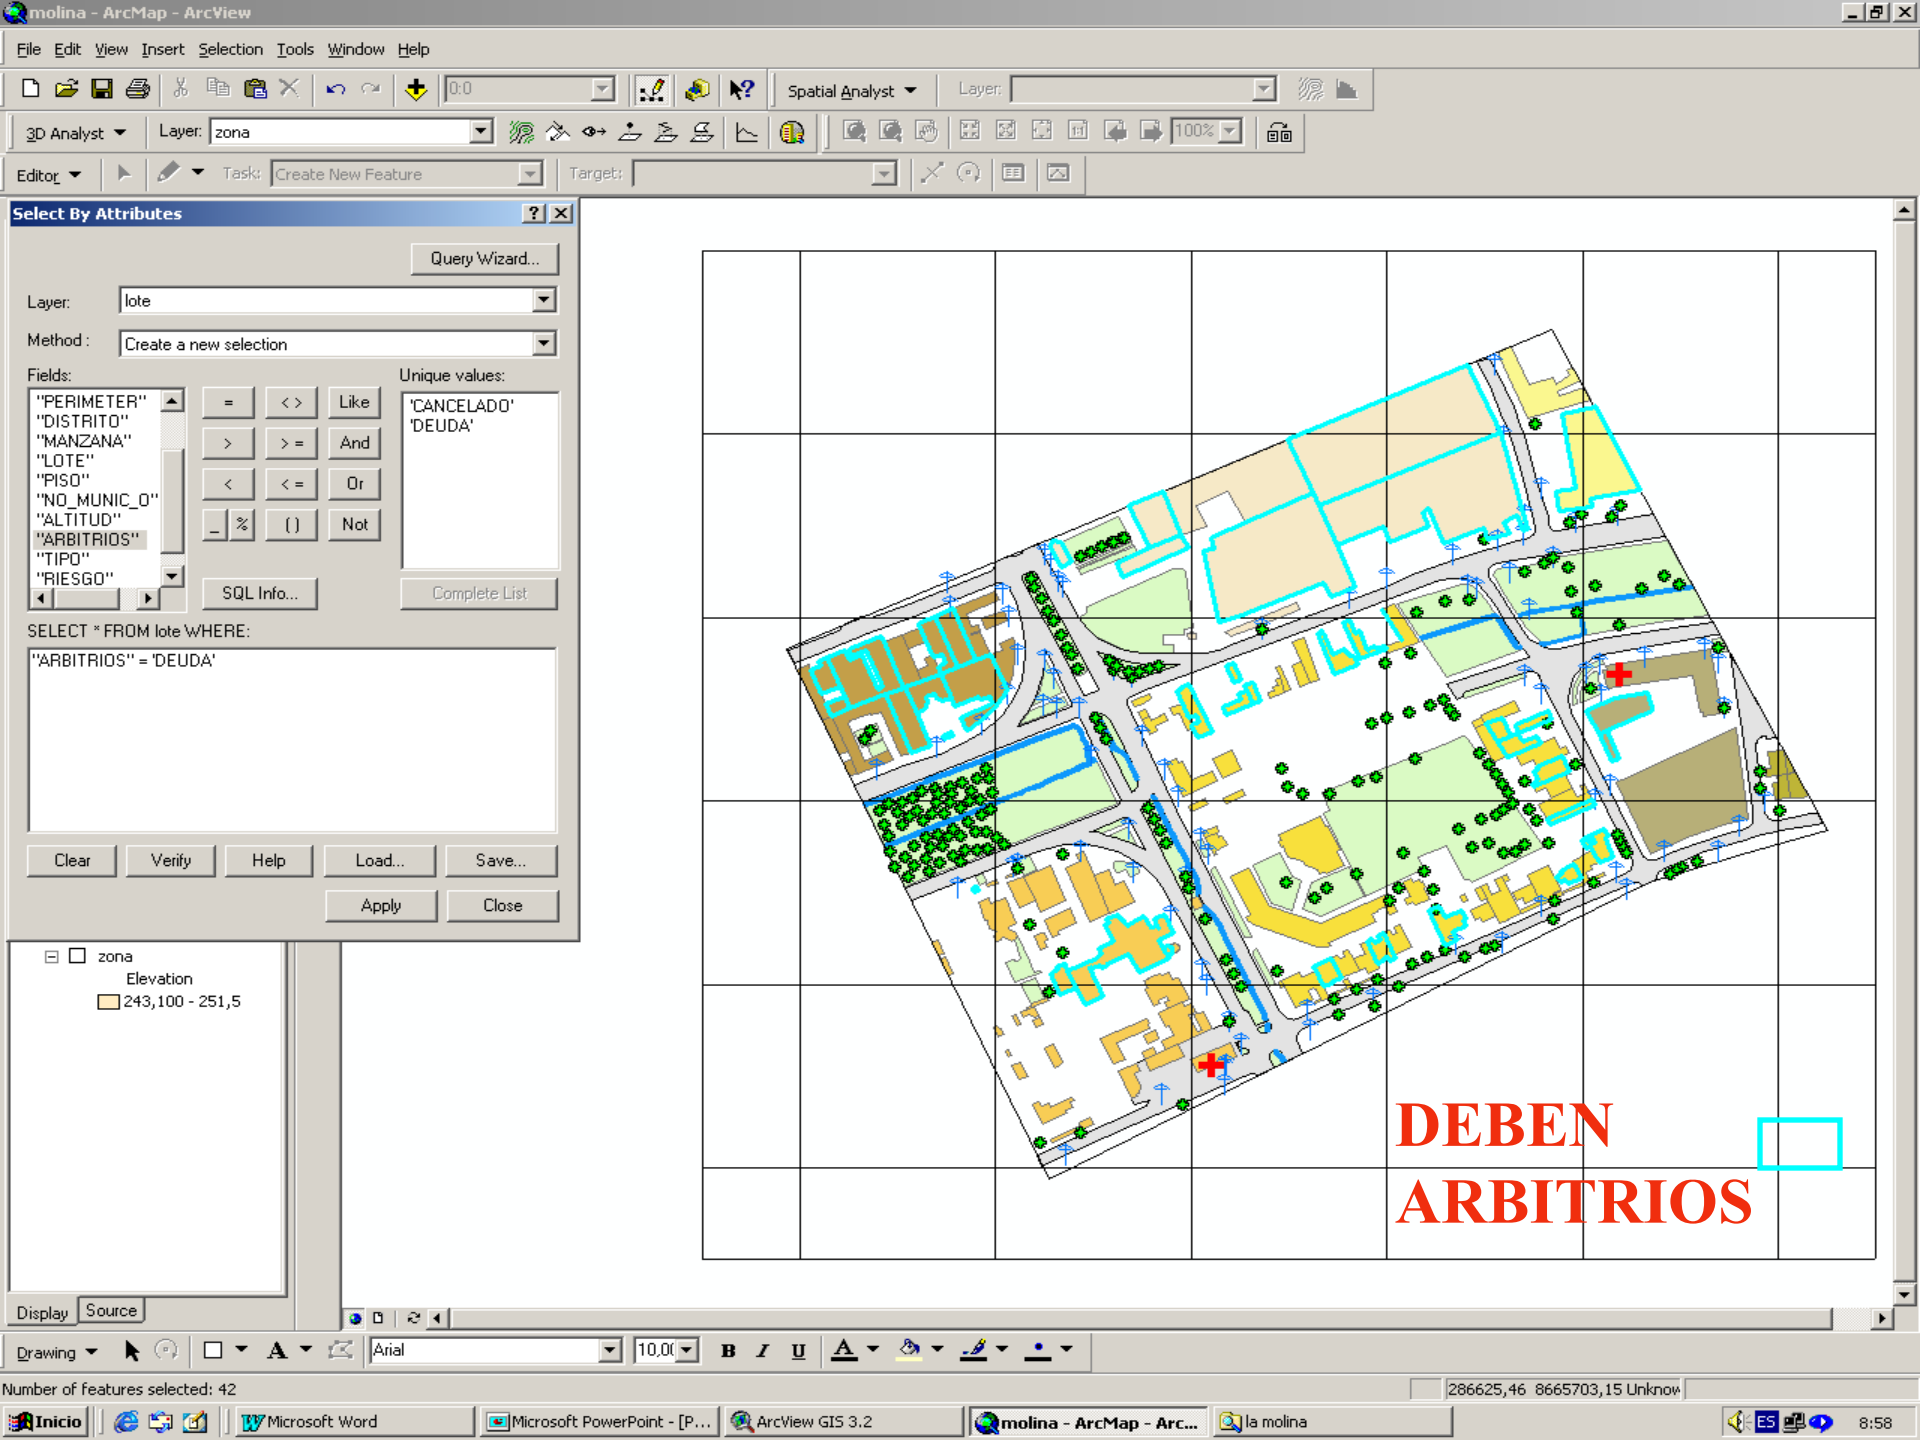 molina - ArcMap - ArcView
File Edit View Insert Selection Tools Window Help
0:0
Spatial Analyst
Layer:
3D Analyst
Layer: zona
100%
Editor
Task: Create New Feature
Target:
Select By Attributes
Query Wizard...
Layer: lote
Method : Create a new selection
Fields:
Unique values:
"PERIMETER"
"DISTRITO"
"MANZANA"
"LOTE"
"PISO"
"NO_MUNIC_O"
"ALTITUD"
"ARBITRIOS"
"TIPO"
"RIESGO"
= < > Like
> > = And
< < = Or
_ % ( ) Not
'CANCELADO'
'DEUDA'
SQL Info...
Complete List
SELECT * FROM lote WHERE:
"ARBITRIOS" = 'DEUDA'
Clear Verify Help Load... Save...
Apply Close
zona
Elevation
243,100 - 251,5
DEBEN
ARBITRIOS
Display Source
Drawing
A
Arial
10,0(
B I U A
Number of features selected: 42
286625,46 8665703,15 Unknow
Inicio
Microsoft Word
Microsoft PowerPoint - [P...
ArcView GIS 3.2
molina - ArcMap - Arc...
la molina
ES
8:58